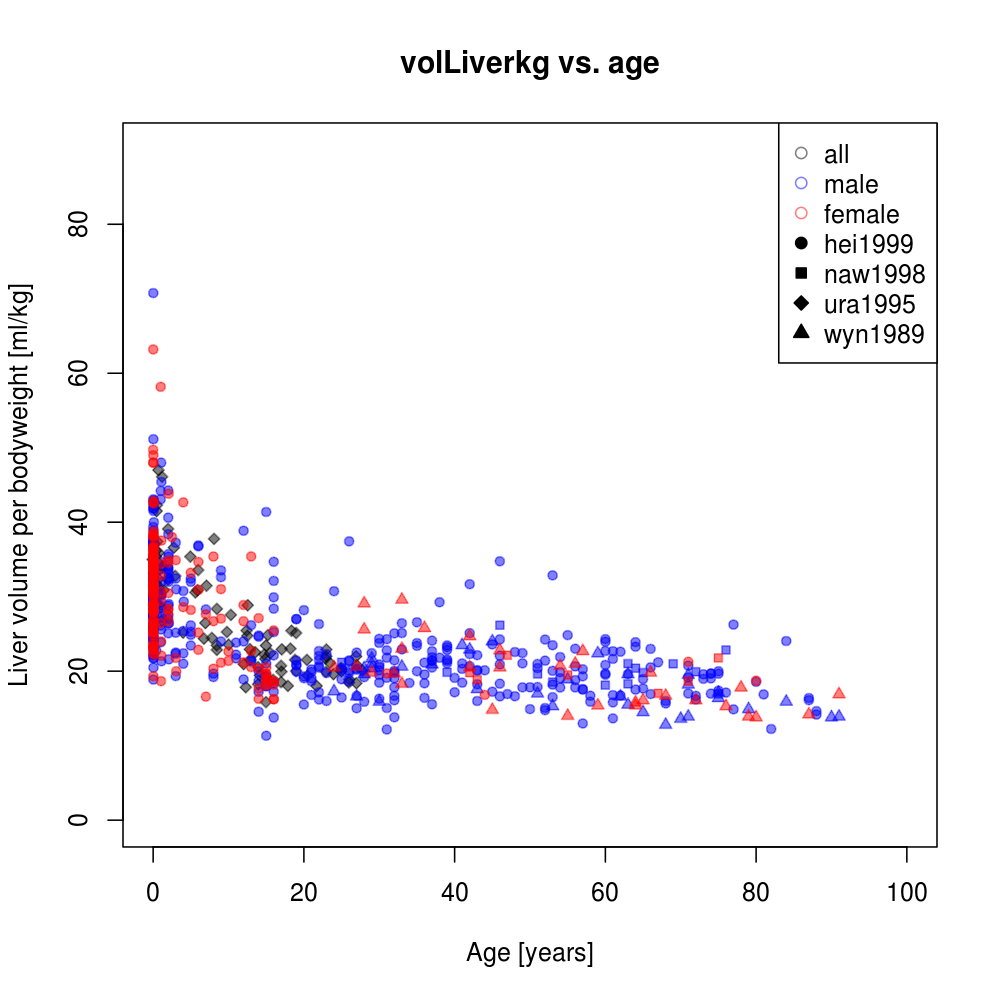 volLiverkg vs. age
all
male
female
hei1999
naw1998
ura1995
wyn1989
Liver volume per bodyweight [ml/kg]
80
60
40
20
0
0 20 40 60 80 100
Age [years]